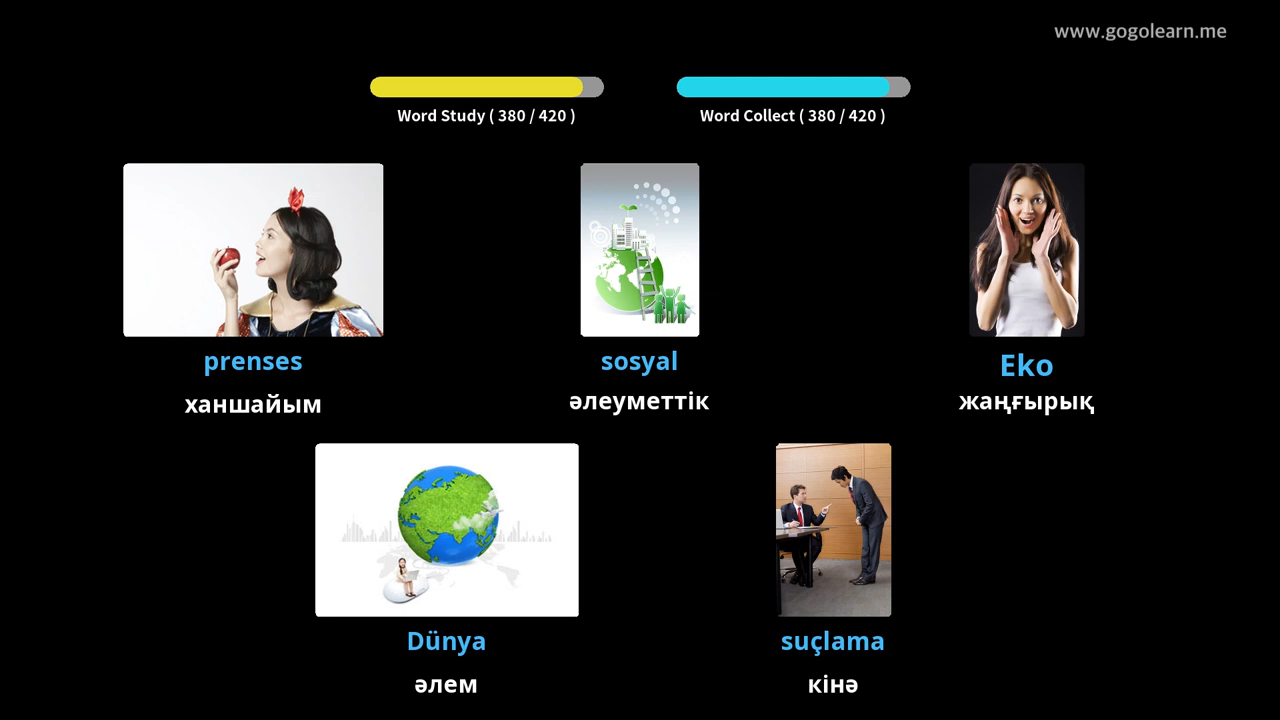 www.gogolearn.me
Word Study ( 380 / 420 )
Word Collect ( 380 / 420 )
prenses
ханшайым
sosyal
әлеуметтік
Eko
жаңғырық
Dünya
әлем
suçlama
кінә